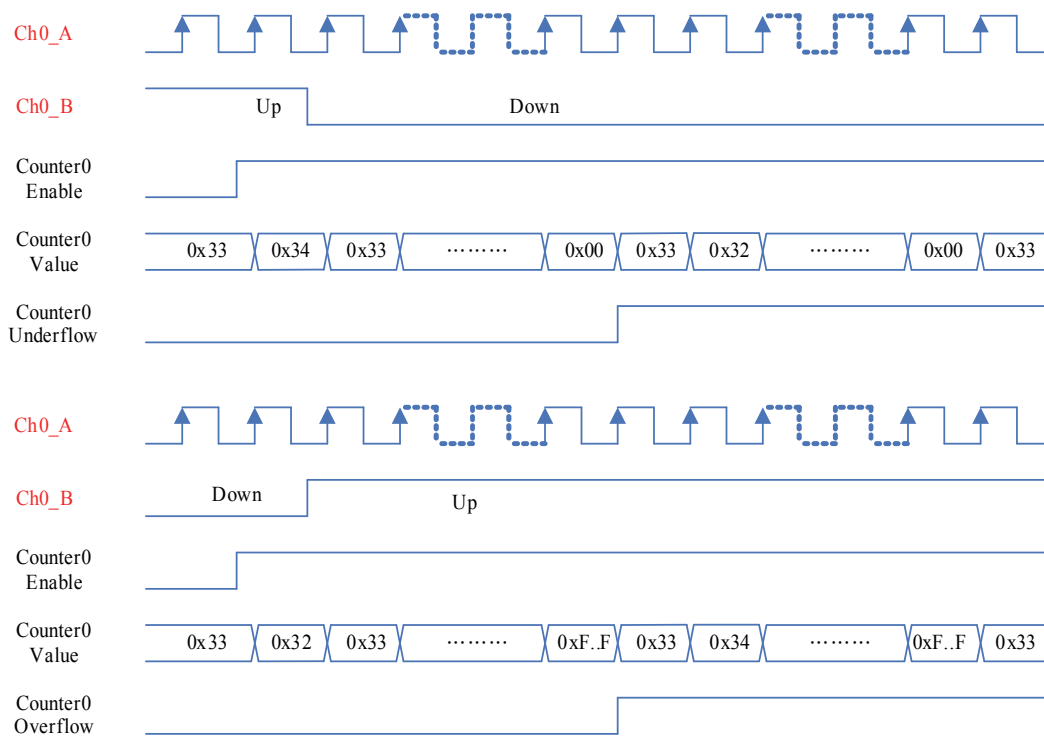 Ch0_A
Ch0_B
Up
Down
Counter0
Enable
Counter0
Value
0x33
0x34
0x33
………
0x00
0x33
0x32
………
0x00
0x33
Counter0
Underflow
Ch0_A
Ch0_B
Down
Up
Counter0
Enable
Counter0
Value
0x33
0x32
0x33
………
0xF..F
0x33
0x34
………
0xF..F
0x33
Counter0
Overflow